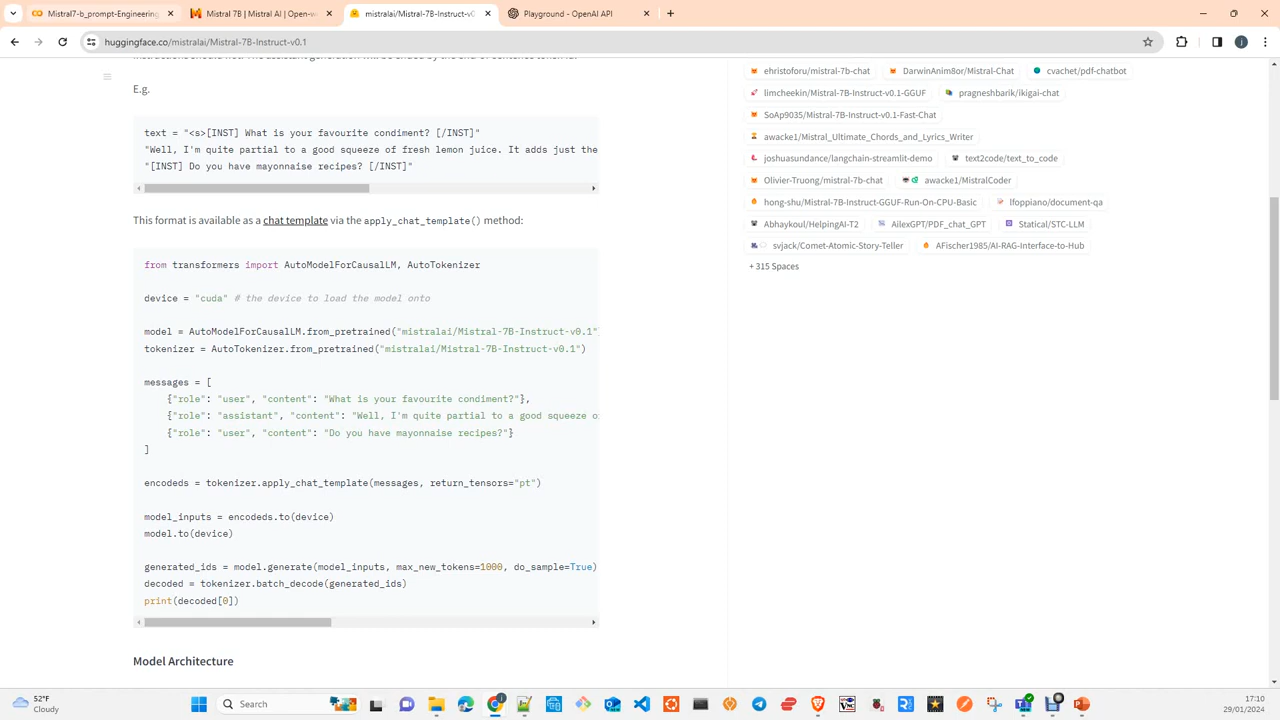 Mistral7-b_prompt-Engineering
Mistral 7B | Mistral AI | Open-w
mistralai/Mistral-7B-Instruct-v0.
Playground - OpenAI API
huggingface.co/mistralai/Mistral-7B-Instruct-v0.1
E.g.
text = "<s>[INST] What is your favourite condiment? [/INST]"
"Well, I'm quite partial to a good squeeze of fresh lemon juice. It adds just the
"[INST] Do you have mayonnaise recipes? [/INST]"
This format is available as a chat template via the apply_chat_template() method:
from transformers import AutoModelForCausalLM, AutoTokenizer
device = "cuda" # the device to load the model onto
model = AutoModelForCausalLM.from_pretrained("mistralai/Mistral-7B-Instruct-v0.1"
tokenizer = AutoTokenizer.from_pretrained("mistralai/Mistral-7B-Instruct-v0.1")
messages = [
{"role": "user", "content": "What is your favourite condiment?"},
{"role": "assistant", "content": "Well, I'm quite partial to a good squeeze o
{"role": "user", "content": "Do you have mayonnaise recipes?"}
]
encodeds = tokenizer.apply_chat_template(messages, return_tensors="pt")
model_inputs = encodeds.to(device)
model.to(device)
generated_ids = model.generate(model_inputs, max_new_tokens=1000, do_sample=True)
decoded = tokenizer.batch_decode(generated_ids)
print(decoded[0])
Model Architecture
ehristoforu/mistral-7b-chat
DarwinAnim8or/Mistral-Chat
cvachet/pdf-chatbot
limcheekin/Mistral-7B-Instruct-v0.1-GGUF
pragneshbarik/ikigai-chat
SoAp9035/Mistral-7B-Instruct-v0.1-Fast-Chat
awacke1/Mistral_Ultimate_Chords_and_Lyrics_Writer
joshuasundance/langchain-streamlit-demo
text2code/text_to_code
Olivier-Truong/mistral-7b-chat
awacke1/MistralCoder
hong-shu/Mistral-7B-Instruct-GGUF-Run-On-CPU-Basic
lfoppiano/document-qa
Abhaykoul/HelpingAI-T2
AilexGPT/PDF_chat_GPT
Statical/STC-LLM
svjack/Comet-Atomic-Story-Teller
AFischer1985/AI-RAG-Interface-to-Hub
+ 315 Spaces
52°F
Cloudy
Search
17:10
29/01/2024